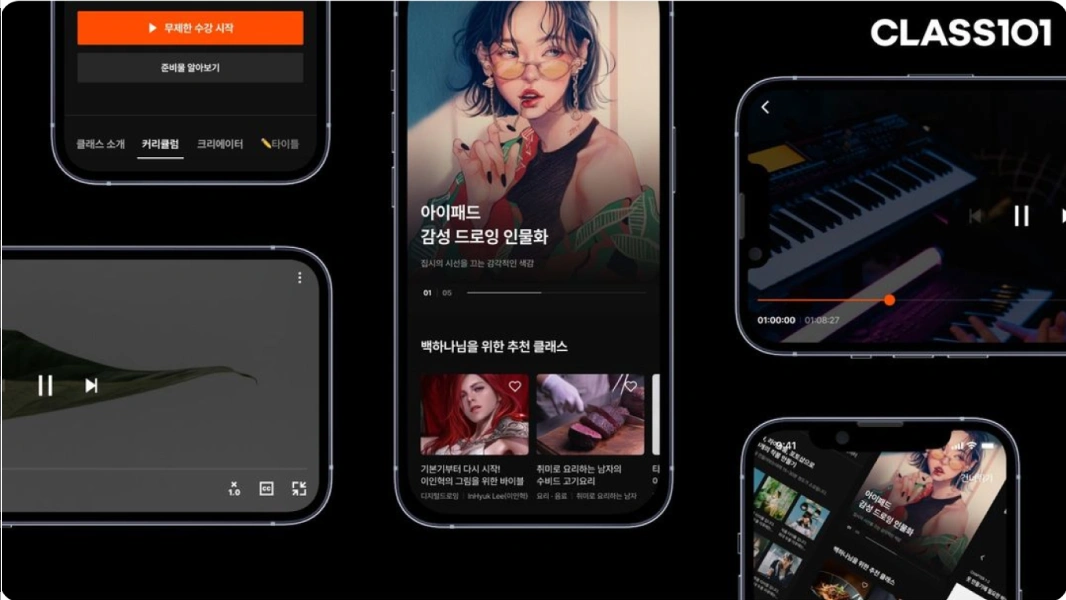 CLASS101
무제한 수강 시작
준비물 알아보기
클래스 소개
커리큘럼
크리에이터
✏️타이틀
아이패드
감성 드로잉 인물화
집시의 시선을 끄는 감각적인 색감
01 | 05
백하나님을 위한 추천 클래스
기본기부터 다시 시작!
이인혁의 그림을 위한 바이블
디지털드로잉 | InHyuk Lee(이인혁)
취미로 요리하는 남자의
수비드 고기요리
요리 · 음료 | 취미로 요리하는 남자
01:00:00 | 01:08:27
x
1.0
CC
9:41
건너뛰기
아이패드
감성 드로잉 인물화
백하나님을 위한 추천 클래스